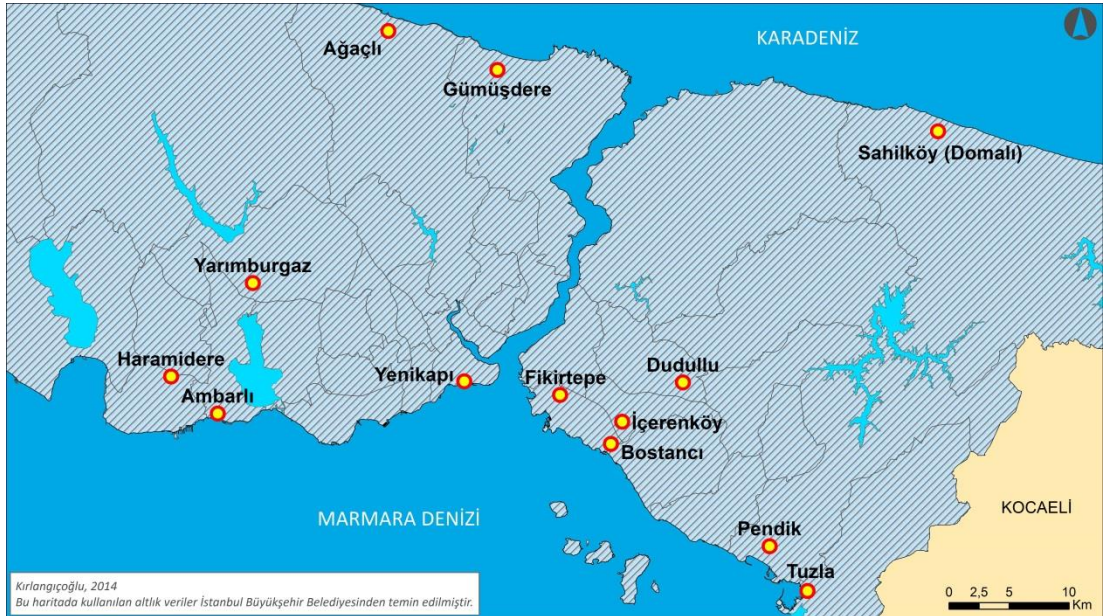 KARADENİZ
Ağaçlı
Gümüşdere
Sahilköy (Domalı)
Yarımburgaz
Haramidere
Ambarlı
Yenikapı
Fikirtepe
Dudullu
İçerenköy
Bostancı
MARMARA DENİZİ
KOCAELİ
Pendik
Tuzla
0 2,5 5 10
Km
Kırlangıçoğlu, 2014
Bu haritada kullanılan altlık veriler İstanbul Büyükşehir Belediyesinden temin edilmiştir.